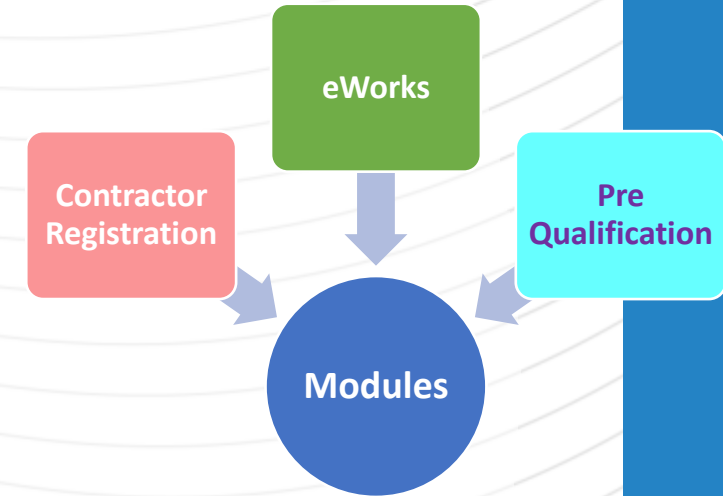 eWorks
Contractor
Registration
Pre
Qualification
Modules